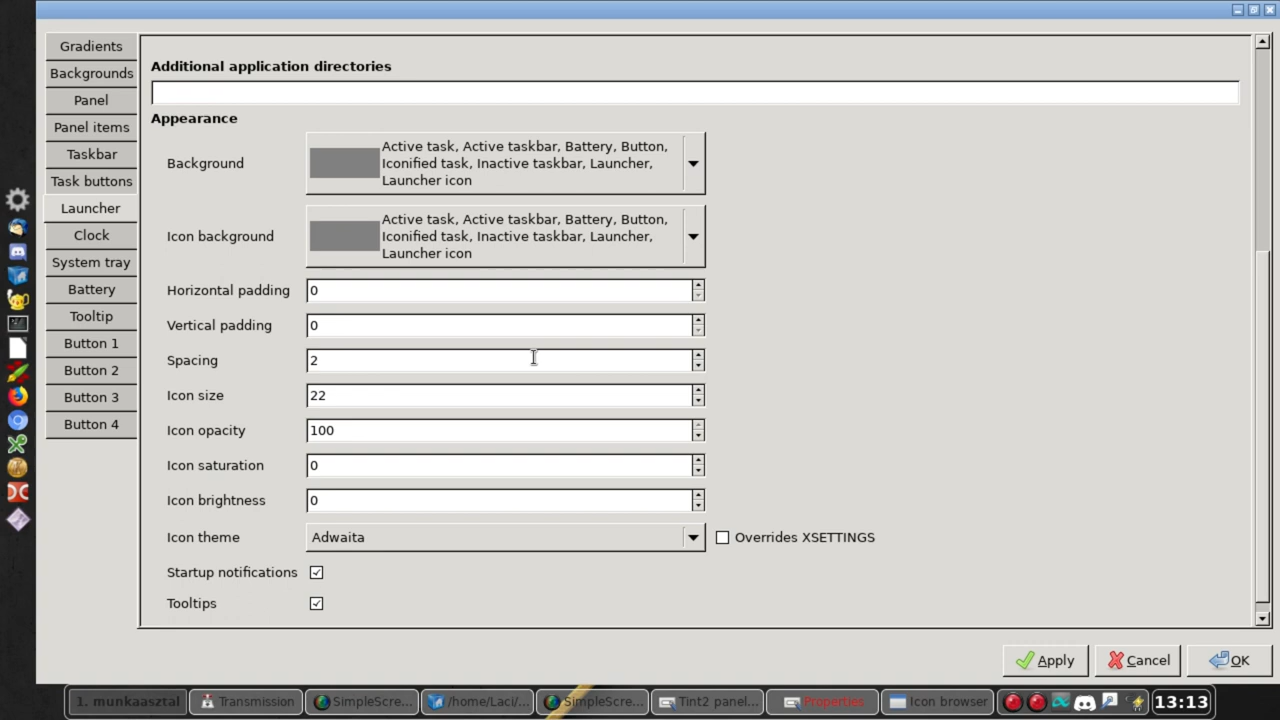 Gradients
Backgrounds
Panel
Panel items
Taskbar
Task buttons
Launcher
Clock
System tray
Battery
Tooltip
Button 1
Button 2
Button 3
Button 4
Additional application directories
Appearance
Background
Active task, Active taskbar, Battery, Button,
Iconified task, Inactive taskbar, Launcher,
Launcher icon
Icon background
Active task, Active taskbar, Battery, Button,
Iconified task, Inactive taskbar, Launcher,
Launcher icon
Horizontal padding 0
Vertical padding 0
Spacing 2
Icon size 22
Icon opacity 100
Icon saturation 0
Icon brightness 0
Icon theme Adwaita Overrides XSETTINGS
Startup notifications
Tooltips
Apply Cancel OK
1. munkaasztal Transmission SimpleScre... /home/Laci/... SimpleScre... Tint2 panel... Properties Icon browser 13:13